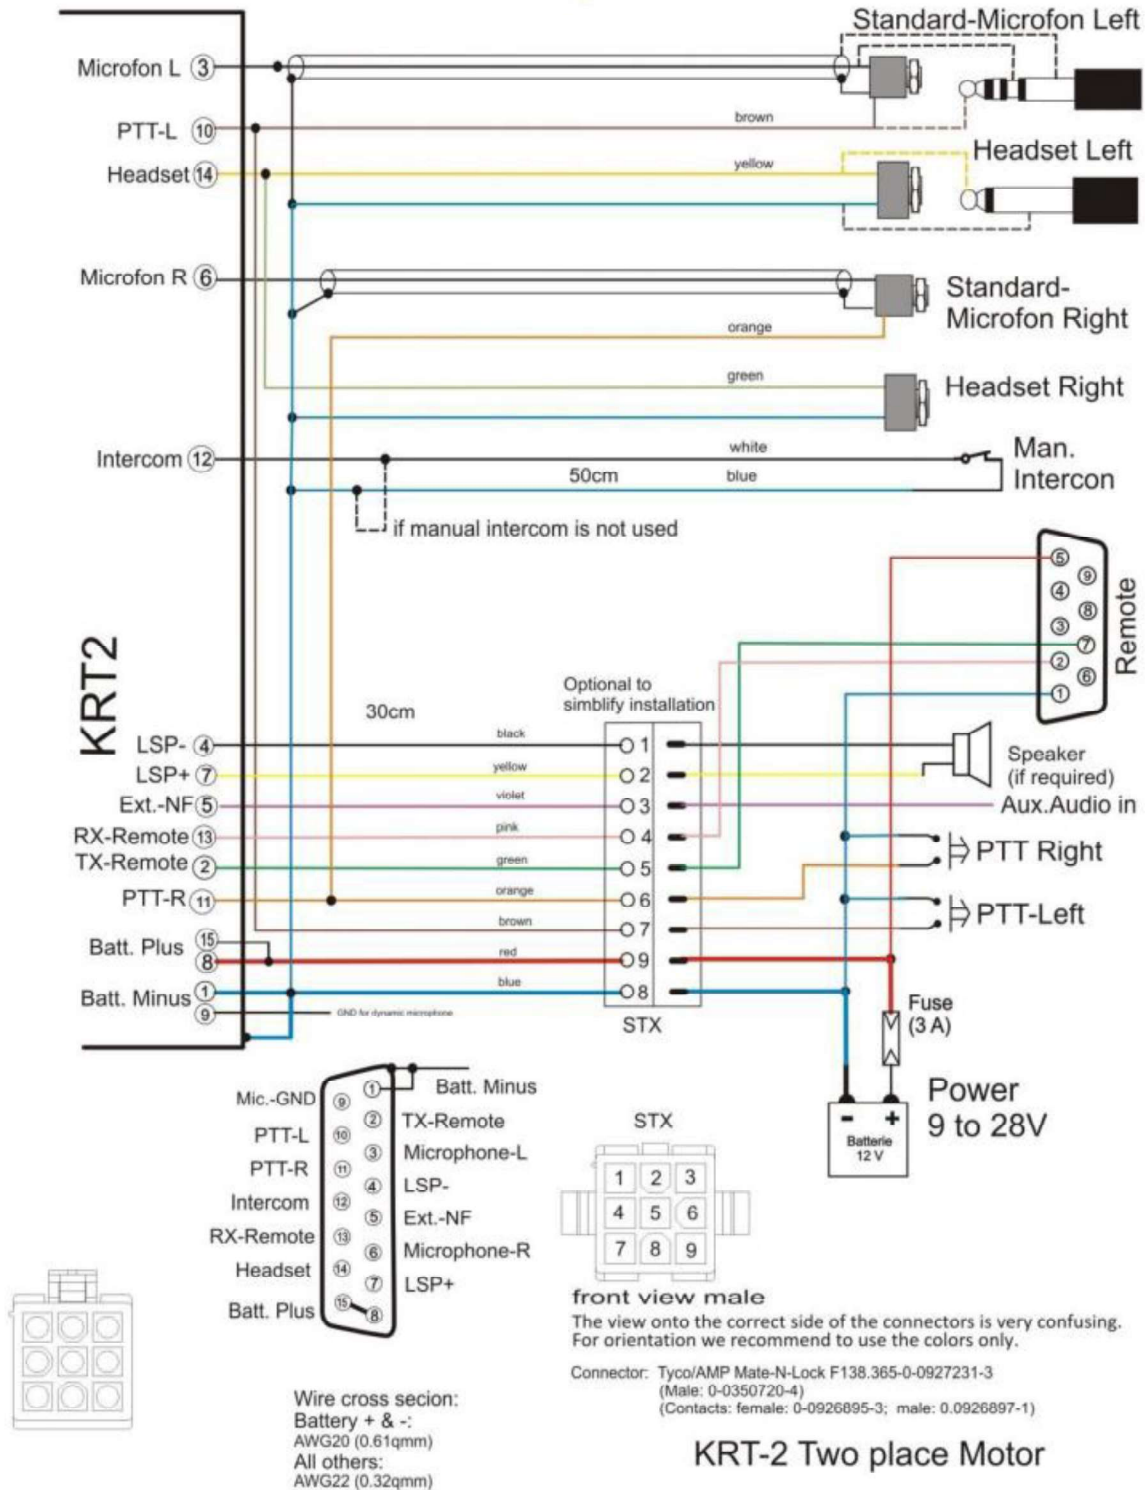 Standard-Microfon Left
Microfon L 3
brown
PTT-L 10
Headset Left
yellow
Headset 14
Microfon R 6
Standard-
Microfon Right
orange
green
Headset Right
white
Man.
Intercon
Intercom 12
50cm
blue
if manual intercom is not used
KRT2
Remote
5
9
4
8
3
7
2
6
1
Optional to
simblify installation
30cm
LSP- 4
black
1
Speaker
(if required)
LSP+ 7
yellow
2
Ext.-NF 5
violet
3
Aux.Audio in
RX-Remote 13
pink
4
PTT Right
TX-Remote 2
green
5
PTT-R 11
orange
6
PTT-Left
brown
7
Batt. Plus
15
8
red
9
Batt. Minus
1
9
blue
8
GND for dynamic microphone
STX
Fuse
(3 A)
Power
9 to 28V
- +
Batterie
12 V
Mic.-GND 9
1 Batt. Minus
PTT-L 10
2 TX-Remote
PTT-R 11
3 Microphone-L
Intercom 12
4 LSP-
RX-Remote 13
5 Ext.-NF
Headset 14
6 Microphone-R
Batt. Plus 15
7 LSP+
8
STX
1 2 3
4 5 6
7 8 9
front view male
The view onto the correct side of the connectors is very confusing.
For orientation we recommend to use the colors only.
Connector: Tyco/AMP Mate-N-Lock F138.365-0-0927231-3
(Male: 0-0350720-4)
(Contacts: female: 0-0926895-3; male: 0.0926897-1)
Wire cross secion:
Battery + & -:
AWG20 (0.61qmm)
All others:
AWG22 (0.32qmm)
KRT-2 Two place Motor